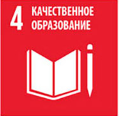 4 КАЧЕСТВЕННОЕ
ОБРАЗОВАНИЕ